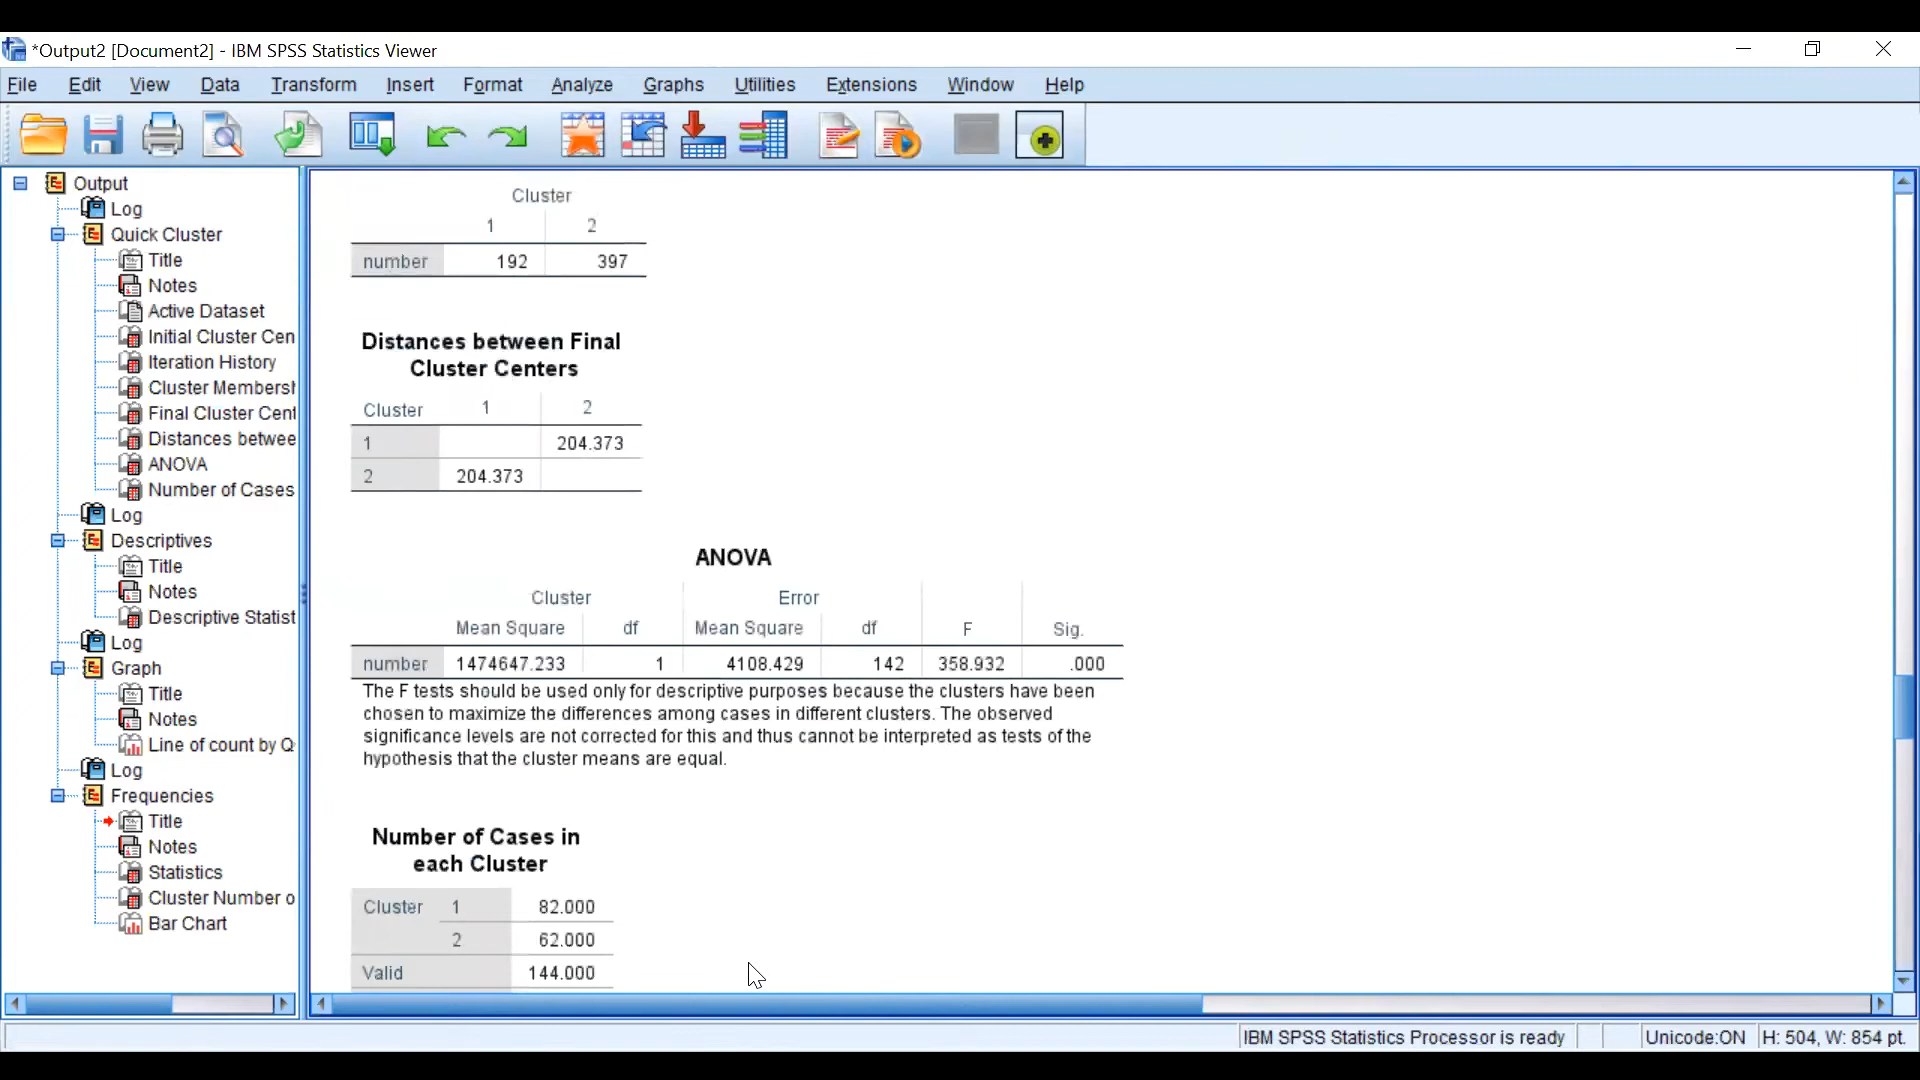 *Output2 [Document2] - IBM SPSS Statistics Viewer
File Edit View Data Transform Insert Format Analyze Graphs Utilities Extensions Window Help
Output
Log
Quick Cluster
Title
Notes
Active Dataset
Initial Cluster Cen
Iteration History
Cluster Membersh
Final Cluster Cent
Distances betwee
ANOVA
Number of Cases
Log
Descriptives
Title
Notes
Descriptive Statist
Log
Graph
Title
Notes
Line of count by Q
Log
Frequencies
Title
Notes
Statistics
Cluster Number o
Bar Chart
Cluster
1 2
number 192 397
Distances between Final
Cluster Centers
Cluster 1 2
1 204.373
2 204.373
ANOVA
Cluster Error
Mean Square df Mean Square df F Sig.
number 1474647.233 1 4108.429 142 358.932 .000
The F tests should be used only for descriptive purposes because the clusters have been
chosen to maximize the differences among cases in different clusters. The observed
significance levels are not corrected for this and thus cannot be interpreted as tests of the
hypothesis that the cluster means are equal.
Number of Cases in
each Cluster
Cluster 1 82.000
2 62.000
Valid 144.000
IBM SPSS Statistics Processor is ready Unicode:ON H: 504, W: 854 pt.